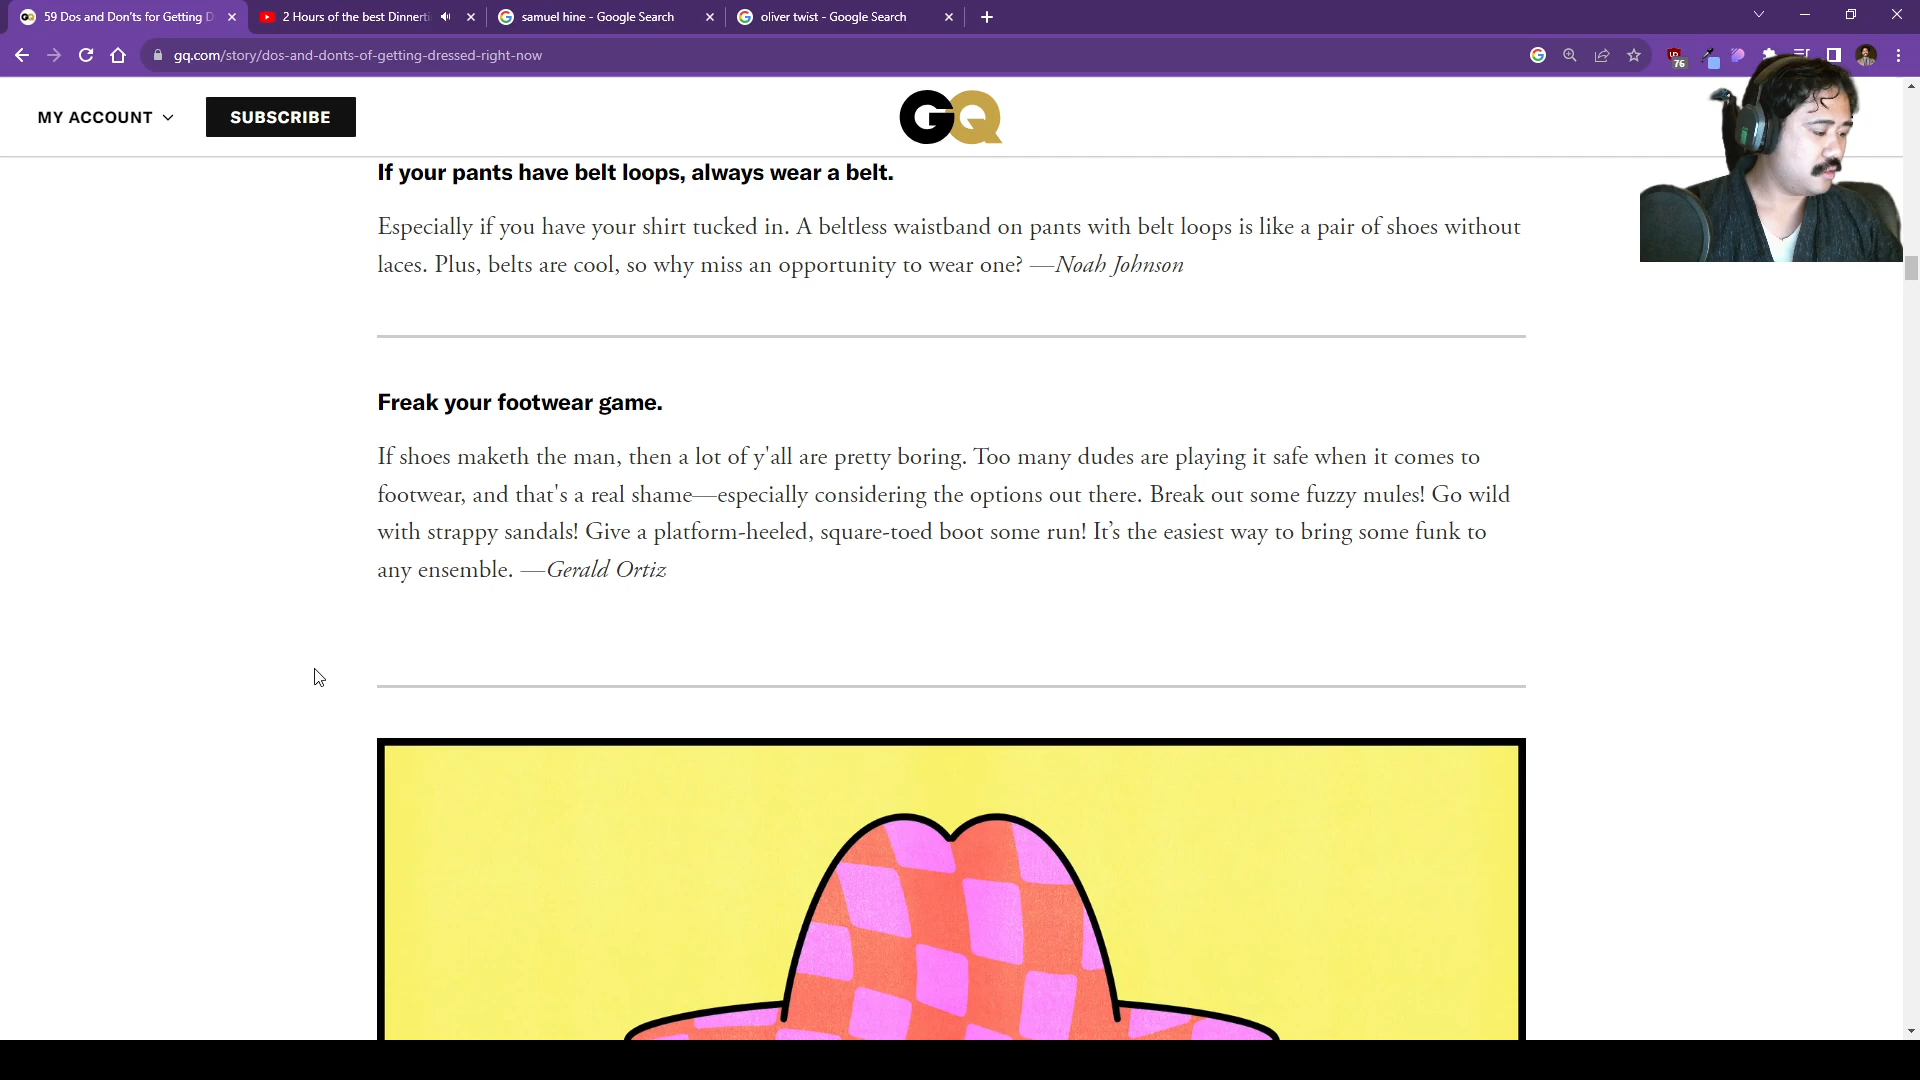 59 Dos and Don'ts for Getting D
2 Hours of the best Dinnerti
samuel hine - Google Search
oliver twist - Google Search
gq.com/story/dos-and-donts-of-getting-dressed-right-now
76
MY ACCOUNT
SUBSCRIBE
GQ
If your pants have belt loops, always wear a belt.
Especially if you have your shirt tucked in. A beltless waistband on pants with belt loops is like a pair of shoes without
laces. Plus, belts are cool, so why miss an opportunity to wear one? —Noah Johnson
Freak your footwear game.
If shoes maketh the man, then a lot of y'all are pretty boring. Too many dudes are playing it safe when it comes to
footwear, and that's a real shame—especially considering the options out there. Break out some fuzzy mules! Go wild
with strappy sandals! Give a platform-heeled, square-toed boot some run! It’s the easiest way to bring some funk to
any ensemble. —Gerald Ortiz